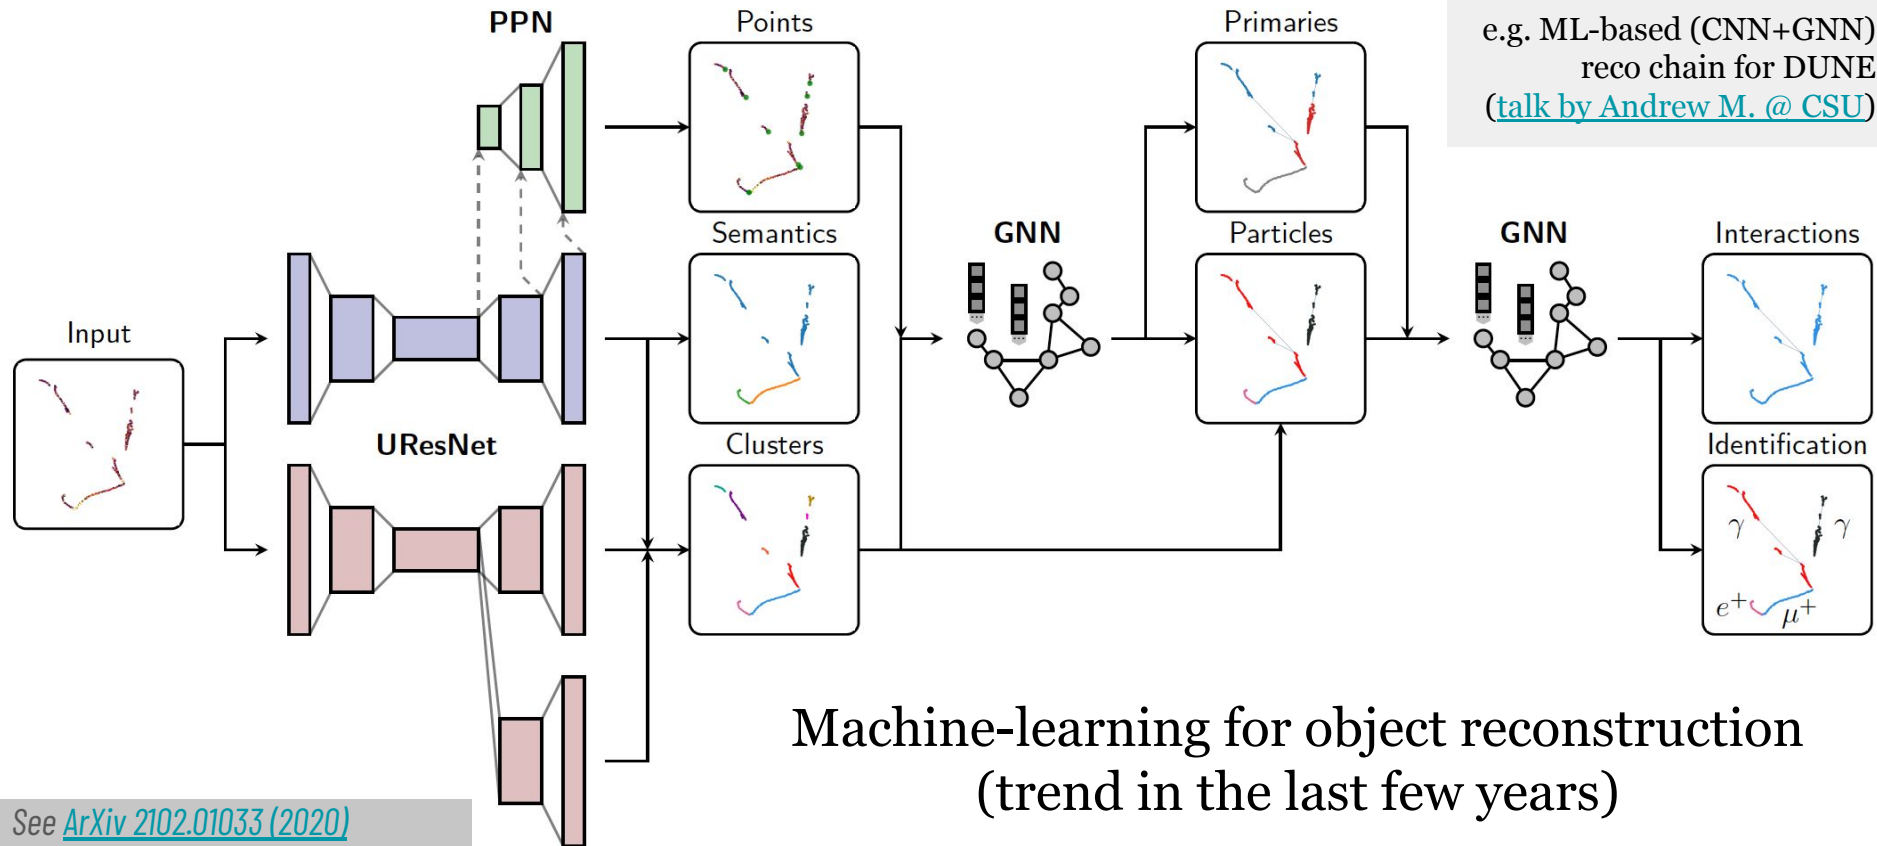 PPN
Points
Primaries
e.g. ML-based (CNN+GNN)
reco chain for DUNE
(talk by Andrew M. @ CSU)
Semantics
GNN
Particles
GNN
Interactions
Input
UResNet
Clusters
Identification
γ
γ
e⁺
μ⁺
Machine-learning for object reconstruction
(trend in the last few years)
See ArXiv 2102.01033 (2020)